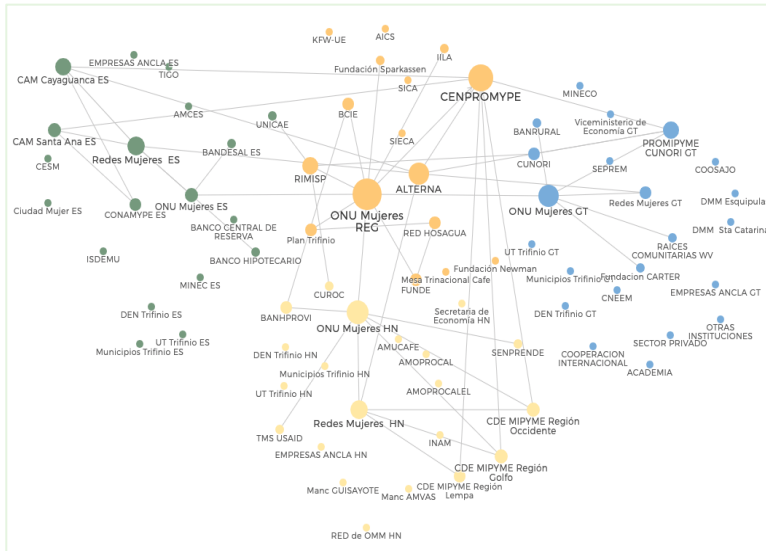 AICS
KFW-UE
EMPRESAS ANCLA ES
IILA
CAM Cayaguanca ES
TIGO
Fundación Sparkassen
SICA
CENPROMYPE
MINECO
AMCES
BCIE
UNICAE
Viceministerio de
Economía GT
BANRURAL
CAM Santa Ana ES
SIECA
PROMIPYME
CUNORI GT
Redes Mujeres ES
BANDESAL ES
CESM
RIMISP
CUNORI
SEPREM
COOSAJO
ALTERNA
ONU Mujeres ES
ONU Mujeres
REG
ONU Mujeres GT
Redes Mujeres GT
DMM Esquipula
Ciudad Mujer ES
CONAMYPE ES
BANCO CENTRAL DE
RESERVA
DMM Sta Catarina
Plan Trifinio
RED HOSAGUA
RAICES
COMUNITARIAS WV
BANCO HIPOTECARIO
ISDEMU
UT Trifinio GT
Mesa Trinacional Cafe
Fundación Newman
Municipios Trifinio GT
Fundacion CARTER
FUNDE
MINEC ES
CUROC
CNEEM
EMPRESAS ANCLA GT
DEN Trifinio ES
BANHPROVI
ONU Mujeres HN
Secretaria de
Economía HN
DEN Trifinio GT
OTRAS
INSTITUCIONES
UT Trifinio ES
Municipios Trifinio ES
DEN Trifinio HN
AMUCAFE
AMOPROCAL
SENPRENDE
SECTOR PRIVADO
COOPERACION
INTERNACIONAL
Municipios Trifinio HN
ACADEMIA
UT Trifinio HN
AMOPROCALEL
Redes Mujeres HN
CDE MIPYME Región
Occidente
TMS USAID
INAM
EMPRESAS ANCLA HN
CDE MIPYME Región
Golfo
CDE MIPYME Región
Lempa
Manc GUISAYOTE
Manc AMVAS
RED de OMM HN